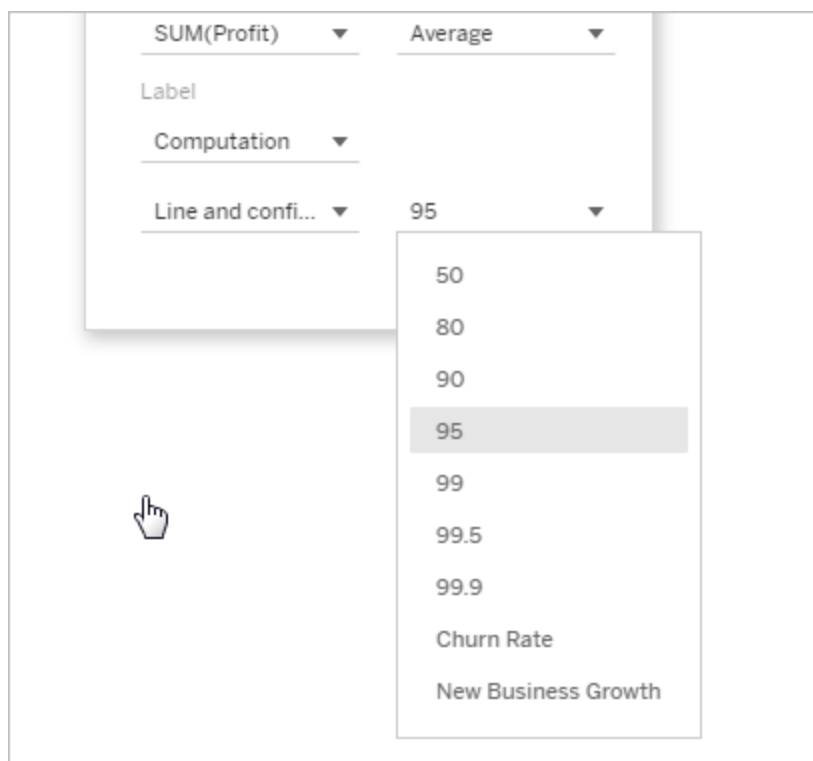 SUM(Profit) Average
Label
Computation
Line and confi... 95
50
80
90
95
99
99.5
99.9
Churn Rate
New Business Growth